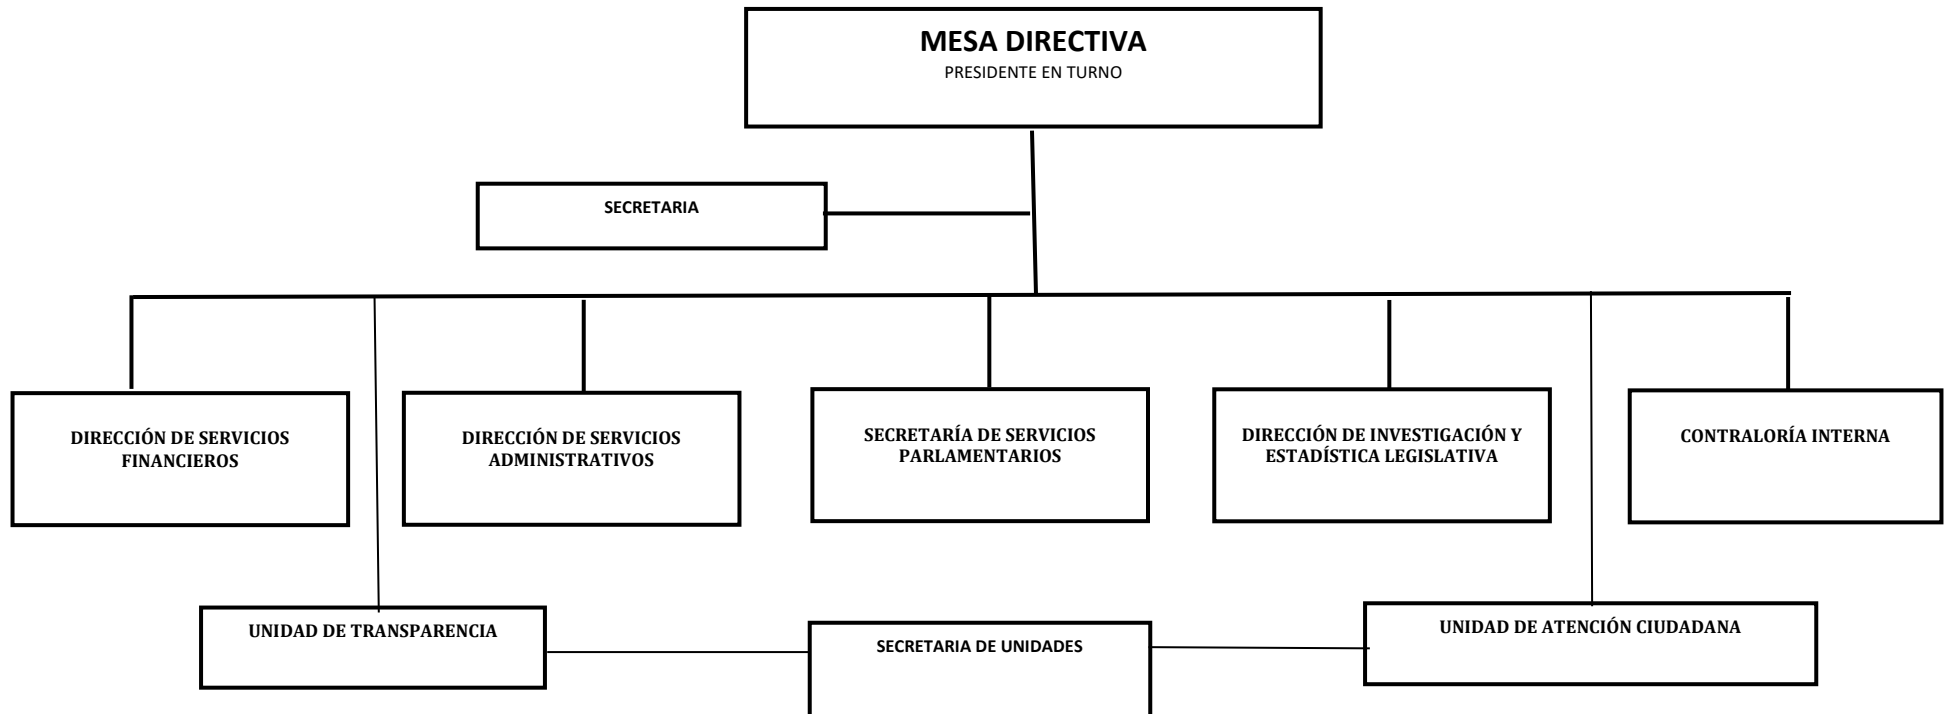 MESA DIRECTIVA
PRESIDENTE EN TURNO
SECRETARIA
DIRECCIÓN DE SERVICIOS
FINANCIEROS
DIRECCIÓN DE SERVICIOS
ADMINISTRATIVOS
SECRETARÍA DE SERVICIOS
PARLAMENTARIOS
DIRECCIÓN DE INVESTIGACIÓN Y
ESTADÍSTICA LEGISLATIVA
CONTRALORÍA INTERNA
UNIDAD DE TRANSPARENCIA
SECRETARIA DE UNIDADES
UNIDAD DE ATENCIÓN CIUDADANA